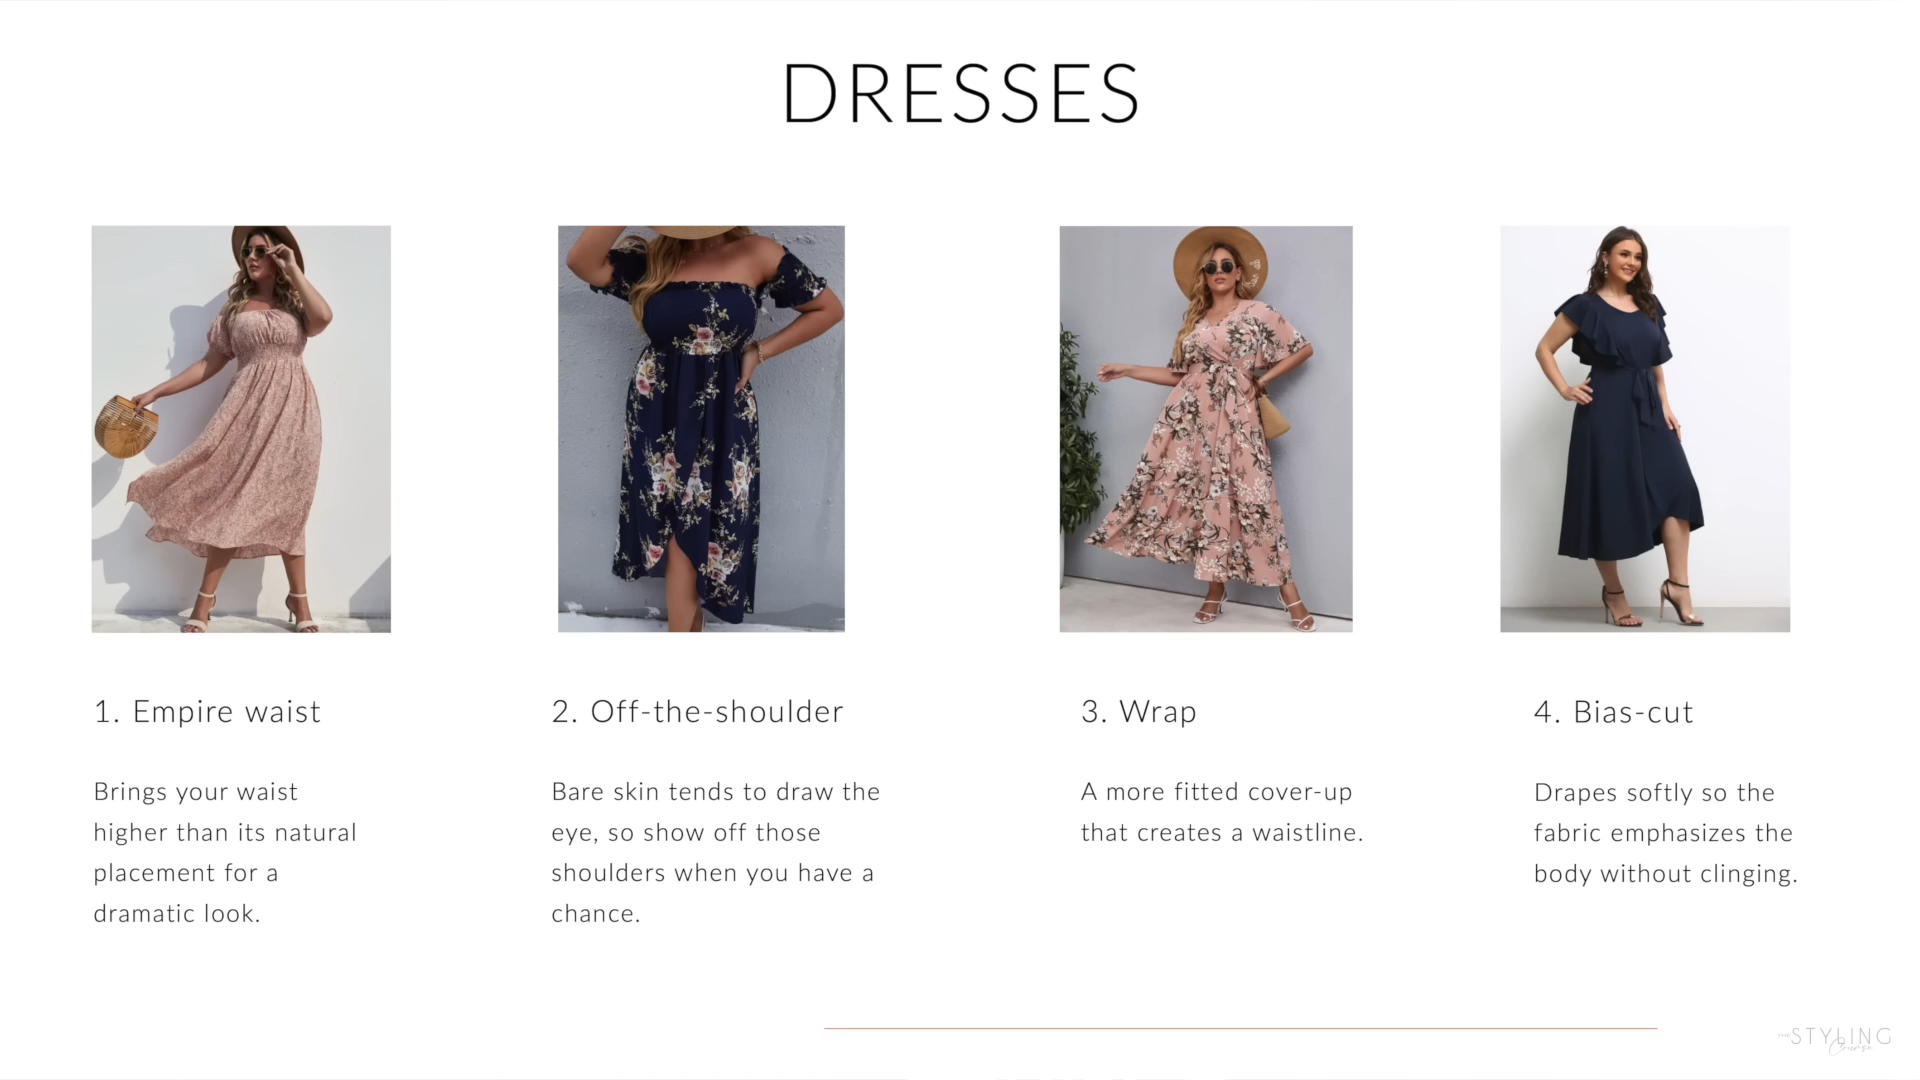 DRESSES
1. Empire waist
Brings your waist
higher than its natural
placement for a
dramatic look.
2. Off-the-shoulder
Bare skin tends to draw the
eye, so show off those
shoulders when you have a
chance.
3. Wrap
A more fitted cover-up
that creates a waistline.
4. Bias-cut
Drapes softly so the
fabric emphasizes the
body without clinging.
THE STYLING
Course